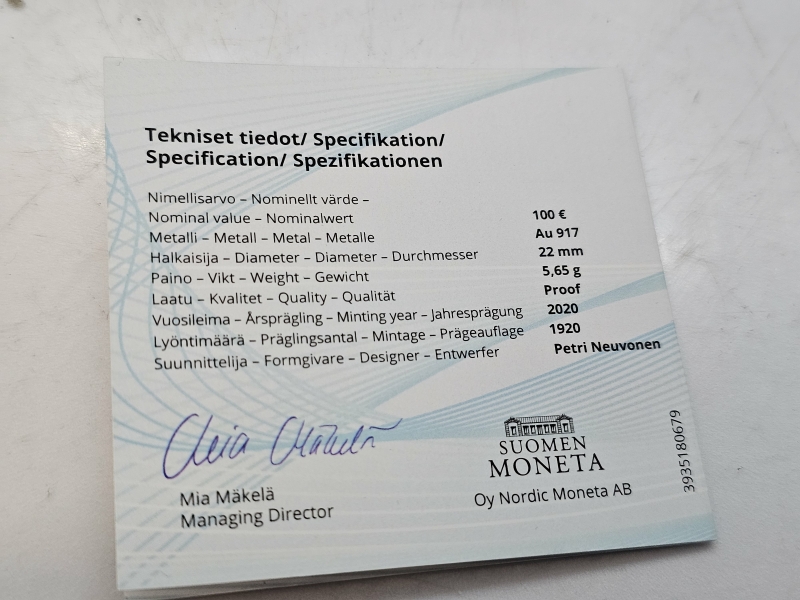 Tekniset tiedot/ Specifikation/
Specification/ Spezifikationen
Nimellisarvo – Nominellt värde –
Nominal value – Nominalwert 100 €
Metalli – Metall – Metal – Metalle Au 917
Halkaisija – Diameter – Diameter – Durchmesser 22 mm
Paino – Vikt – Weight – Gewicht 5,65 g
Laatu – Kvalitet – Quality – Qualität Proof
Vuosileima – Årsprägling – Minting year – Jahresprägung 2020
Lyöntimäärä – Präglingsantal – Mintage – Prägeauflage 1920
Suunnittelija – Formgivare – Designer – Entwerfer Petri Neuvonen
Mia Mäkelä
Mia Mäkelä
Managing Director
SUOMEN
MONETA
Oy Nordic Moneta AB
3935180679